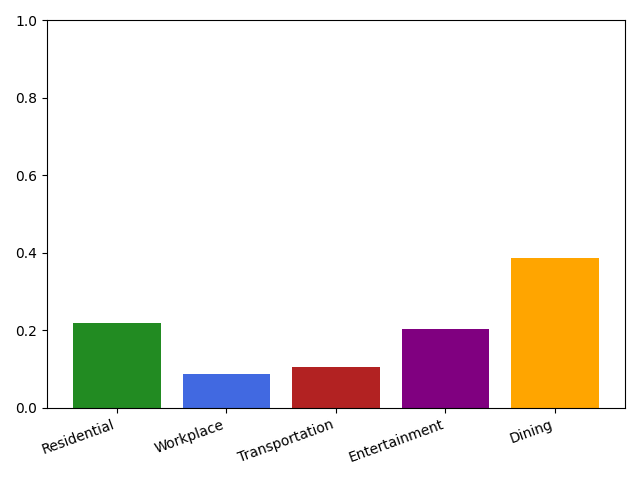 1.0
0.8
0.6
0.4
0.2
0.0
Residential
Workplace
Transportation
Entertainment
Dining